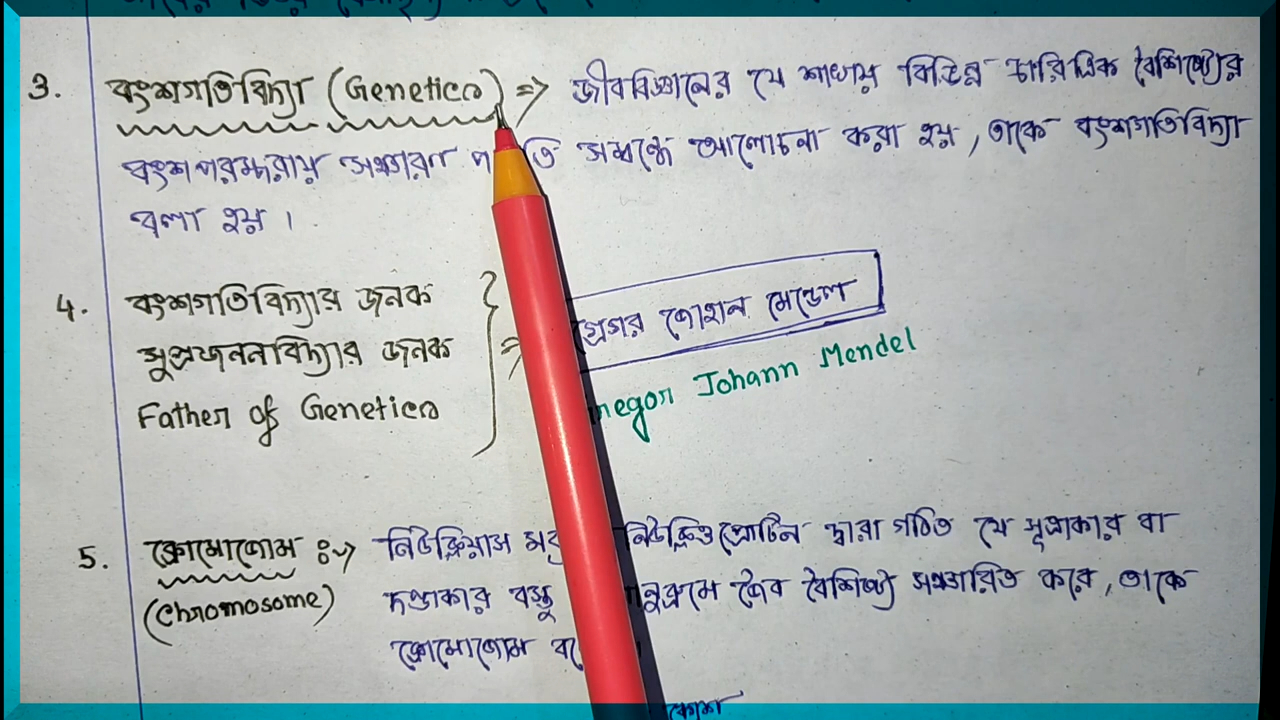 3. বংশগতিবিদ্যা (Genetics) => জীববিজ্ঞানের যে শাখায় বিভিন্ন চারিত্রিক বৈশিষ্ট্যের
বংশপরম্পরায় সঞ্চারণ সম্বন্ধে আলোচনা করা হয়, তাকে বংশগতিবিদ্যা
বলা হয়।
4. বংশগতিবিদ্যার জনক
সুপ্রজননবিদ্যার জনক => গ্রেগর জোহান মেন্ডেল
Father of Genetics Johann Mendel
5. ক্রোমোজোম :-> নিউক্লিয়াস নিউক্লিওপ্রোটিন দ্বারা গঠিত যে সূত্রাকার বা
(Chromosome) দণ্ডাকার বস্তু জৈব বৈশিষ্ট্য সঞ্চারিত করে, তাকে
ক্রোমোজোম